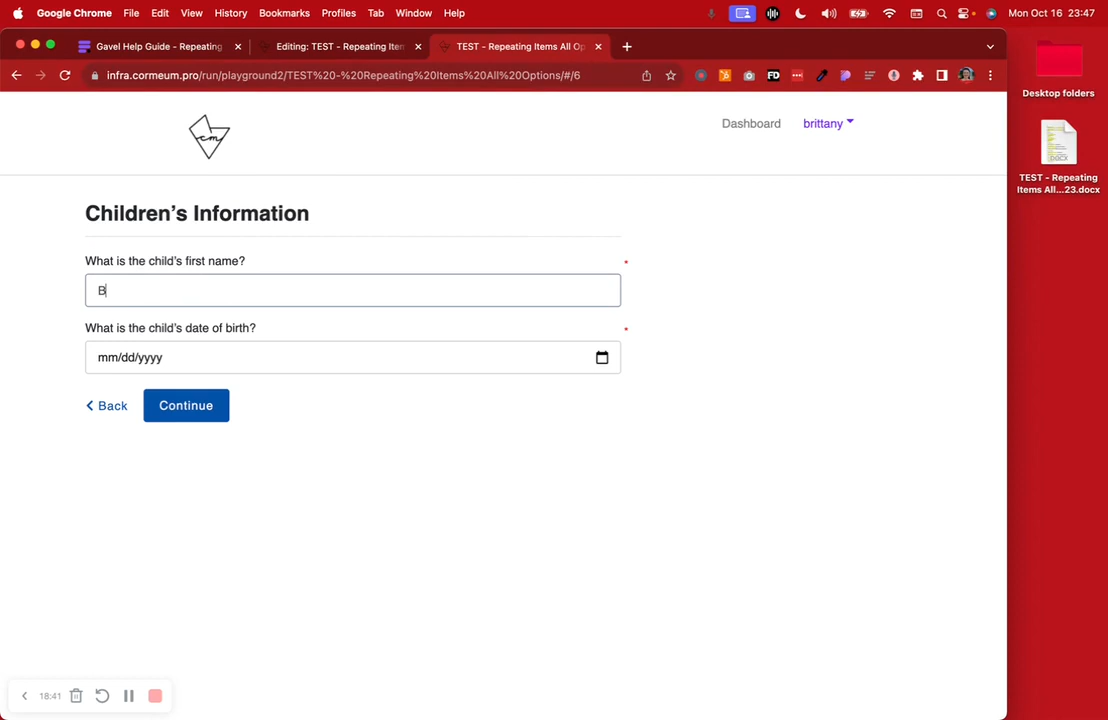 Google Chrome File Edit View History Bookmarks Profiles Tab Window Help Mon Oct 16 23:47
Gavel Help Guide - Repeating Editing: TEST - Repeating Iten TEST - Repeating Items All Op
infra.cormeum.pro/run/playground2/TEST%20-%20Repeating%20Items%20All%20Options/#/6 FD
Desktop folders
DOCX
TEST - Repeating
Items All...23.docx
cm
Dashboard brittany
Children's Information
What is the child's first name? *
B
What is the child's date of birth? *
mm/dd/yyyy
Back Continue
18:41